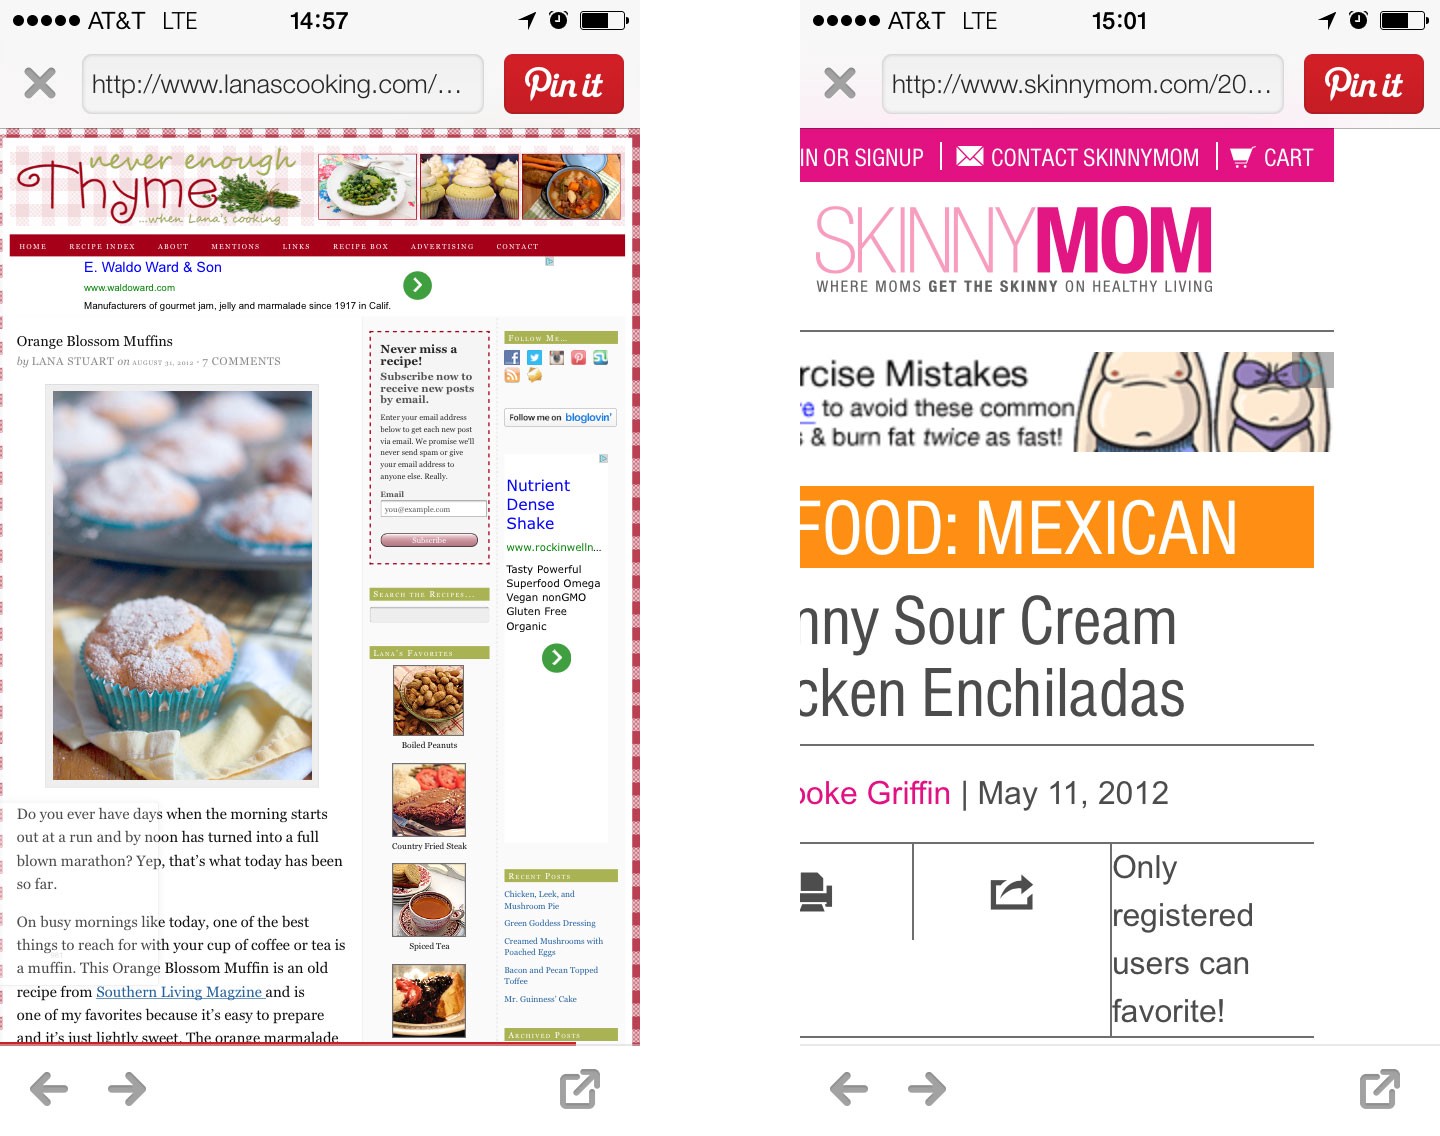 AT&T LTE 14:57
http://www.lanascooking.com/...
Pin it
never enough
Thyme
...when Lana's cooking
HOME RECIPE INDEX ABOUT MENTIONS LINKS RECIPE BOX ADVERTISING CONTACT
E. Waldo Ward & Son
www.waldoward.com
Manufacturers of gourmet jam, jelly and marmalade since 1917 in Calif.
Orange Blossom Muffins
by LANA STUART on AUGUST 31, 2012 · 7 COMMENTS
Do you ever have days when the morning starts
out at a run and by noon has turned into a full
blown marathon? Yep, that's what today has been
so far.
On busy mornings like today, one of the best
things to reach for with your cup of coffee or tea is
a muffin. This Orange Blossom Muffin is an old
recipe from Southern Living Magzine and is
one of my favorites because it's easy to prepare
and it's just lightly sweet. The orange marmalade
Never miss a
recipe!
Subscribe now to
receive new posts
by email.
Enter your email address
below to get each new post
via email. We promise we'll
never send spam or give
your email address to
anyone else. Really.
Email
you@example.com
Subscribe
Search the Recipes...
Lana's Favorites
Boiled Peanuts
Country Fried Steak
Spiced Tea
Follow Me...
Follow me on bloglovin'
Nutrient
Dense
Shake
www.rockinwelln...
Tasty Powerful
Superfood Omega
Vegan nonGMO
Gluten Free
Organic
Recent Posts
Chicken, Leek, and
Mushroom Pie
Green Goddess Dressing
Creamed Mushrooms with
Poached Eggs
Bacon and Pecan Topped
Toffee
Mr. Guinness' Cake
Archived Posts
AT&T LTE 15:01
http://www.skinnymom.com/20...
Pin it
IN OR SIGNUP CONTACT SKINNYMOM CART
SKINNYMOM
WHERE MOMS GET THE SKINNY ON HEALTHY LIVING
rcise Mistakes
re to avoid these common
s & burn fat twice as fast!
FOOD: MEXICAN
nny Sour Cream
cken Enchiladas
ooke Griffin | May 11, 2012
Only
registered
users can
favorite!